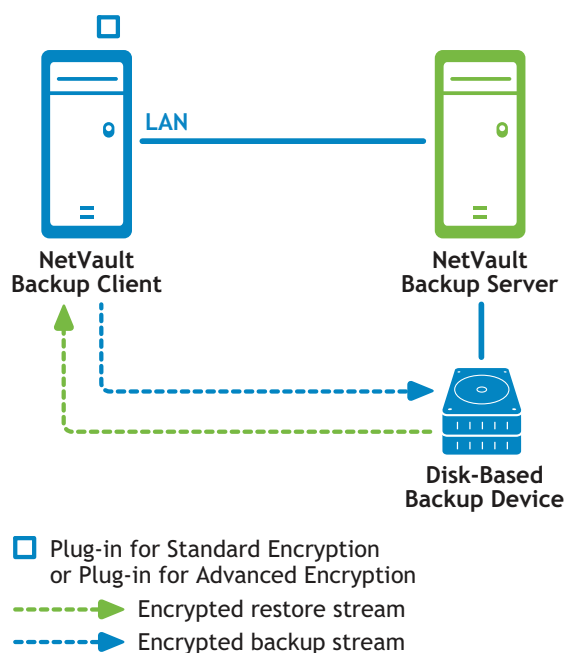 LAN
NetVault
Backup Client
NetVault
Backup Server
Disk-Based
Backup Device
Plug-in for Standard Encryption
or Plug-in for Advanced Encryption
Encrypted restore stream
Encrypted backup stream